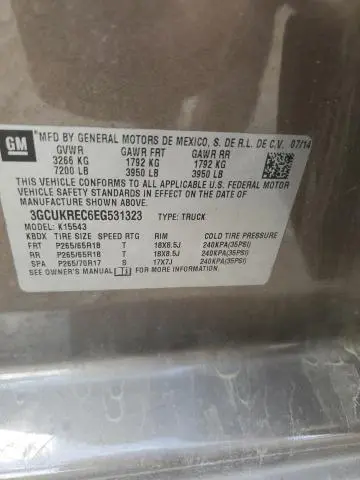 GM
MFD BY GENERAL MOTORS DE MEXICO, S. DE R.L. DE C.V. 07/14
GVWR GAWR FRT GAWR RR
3266 KG 1792 KG 1792 KG
7200 LB 3950 LB 3950 LB
THIS VEHICLE CONFORMS TO ALL APPLICABLE U.S. FEDERAL MOTOR
VEHICLE SAFETY STANDARDS IN EFFECT ON THE DATE OF
MANUFACTURE SHOWN ABOVE.
3GCUKREC6EG531323 TYPE: TRUCK
MODEL: K15543
KBDX TIRE SIZE SPEED RTG RIM COLD TIRE PRESSURE
FRT P265/65R18 T 18X8.5J 240KPA(35PSI)
RR P265/65R18 T 18X8.5J 240KPA(35PSI)
SPA P265/70R17 S 17X7J 240KPA(35PSI)
SEE OWNER'S MANUAL FOR MORE INFORMATION.